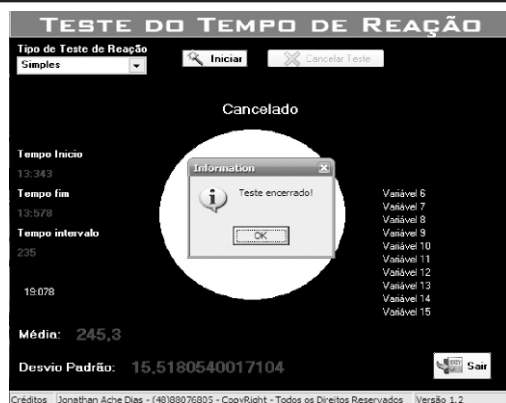 TESTE DO TEMPO DE REAÇÃO
Tipo de Teste de Reação
Simples
Iniciar
Cancelar Teste
Cancelado
Tempo Inicio
13:343
Tempo fim
13:578
Tempo intervalo
235
19:078
Information
Teste encerrado!
OK
Variável 6
Variável 7
Variável 8
Variável 9
Variável 10
Variável 11
Variável 12
Variável 13
Variável 14
Variável 15
Média: 245,3
Desvio Padrão: 15,5180540017104
Sair
Créditos Jonathan Ache Dias - (48)88076805 - CopyRight - Todos os Direitos Reservados Versão 1.2